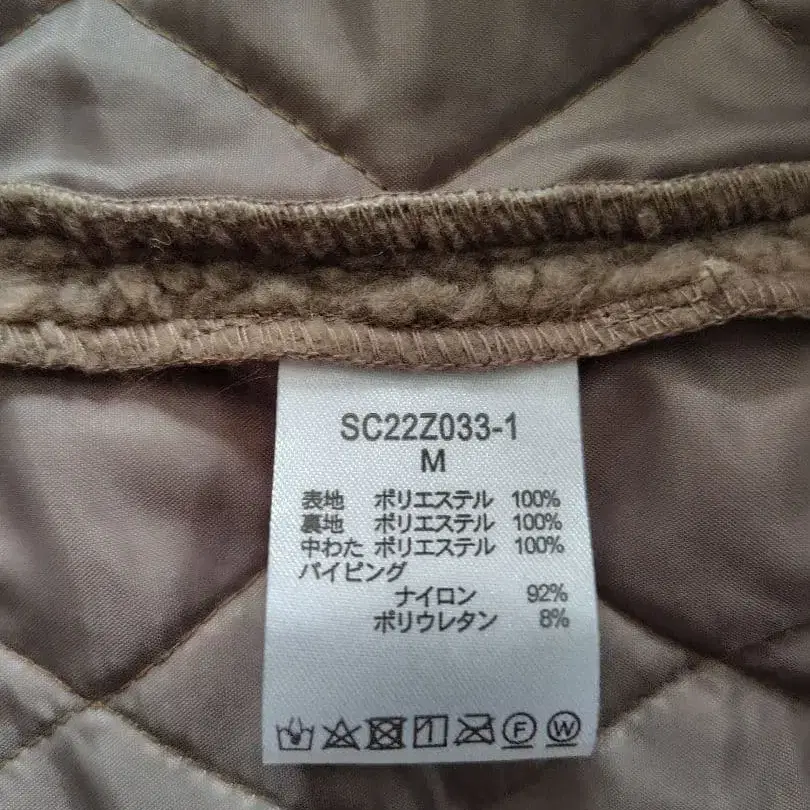 SC22Z033-1
M
表地 ポリエステル 100%
裏地 ポリエステル 100%
中わた ポリエステル 100%
パイピング
ナイロン 92%
ポリウレタン 8%
F W